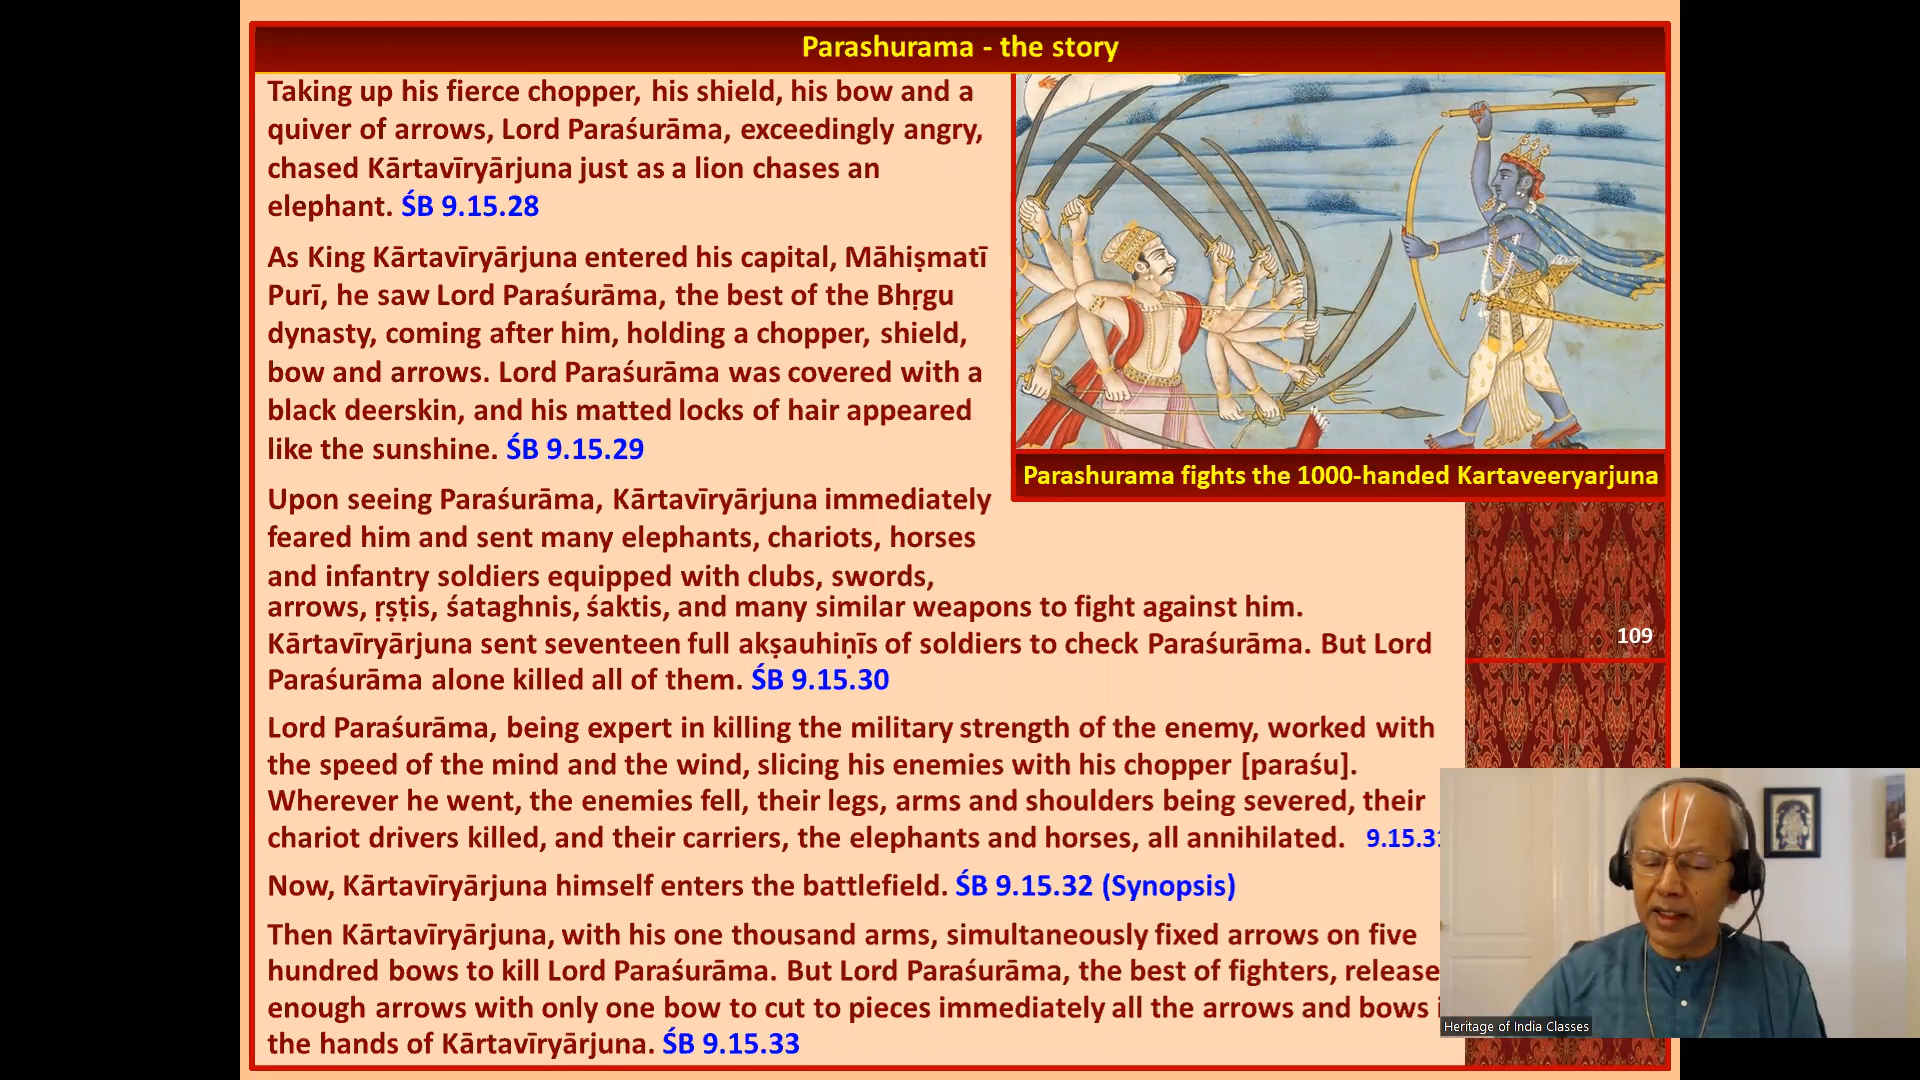 Parashurama - the story
Taking up his fierce chopper, his shield, his bow and a
quiver of arrows, Lord Paraśurāma, exceedingly angry,
chased Kārtavīryārjuna just as a lion chases an
elephant. ŚB 9.15.28
As King Kārtavīryārjuna entered his capital, Māhiṣmatī
Purī, he saw Lord Paraśurāma, the best of the Bhṛgu
dynasty, coming after him, holding a chopper, shield,
bow and arrows. Lord Paraśurāma was covered with a
black deerskin, and his matted locks of hair appeared
like the sunshine. ŚB 9.15.29
Upon seeing Paraśurāma, Kārtavīryārjuna immediately
feared him and sent many elephants, chariots, horses
and infantry soldiers equipped with clubs, swords,
arrows, ṛṣṭis, śataghnis, śaktis, and many similar weapons to fight against him.
Kārtavīryārjuna sent seventeen full akṣauhiṇīs of soldiers to check Paraśurāma. But Lord
Paraśurāma alone killed all of them. ŚB 9.15.30
Lord Paraśurāma, being expert in killing the military strength of the enemy, worked with
the speed of the mind and the wind, slicing his enemies with his chopper [paraśu].
Wherever he went, the enemies fell, their legs, arms and shoulders being severed, their
chariot drivers killed, and their carriers, the elephants and horses, all annihilated.
Now, Kārtavīryārjuna himself enters the battlefield. ŚB 9.15.32 (Synopsis)
Then Kārtavīryārjuna, with his one thousand arms, simultaneously fixed arrows on five
hundred bows to kill Lord Paraśurāma. But Lord Paraśurāma, the best of fighters, release
enough arrows with only one bow to cut to pieces immediately all the arrows and bows
the hands of Kārtavīryārjuna. ŚB 9.15.33
Parashurama fights the 1000-handed Kartaveeryarjuna
109
Heritage of India Classes